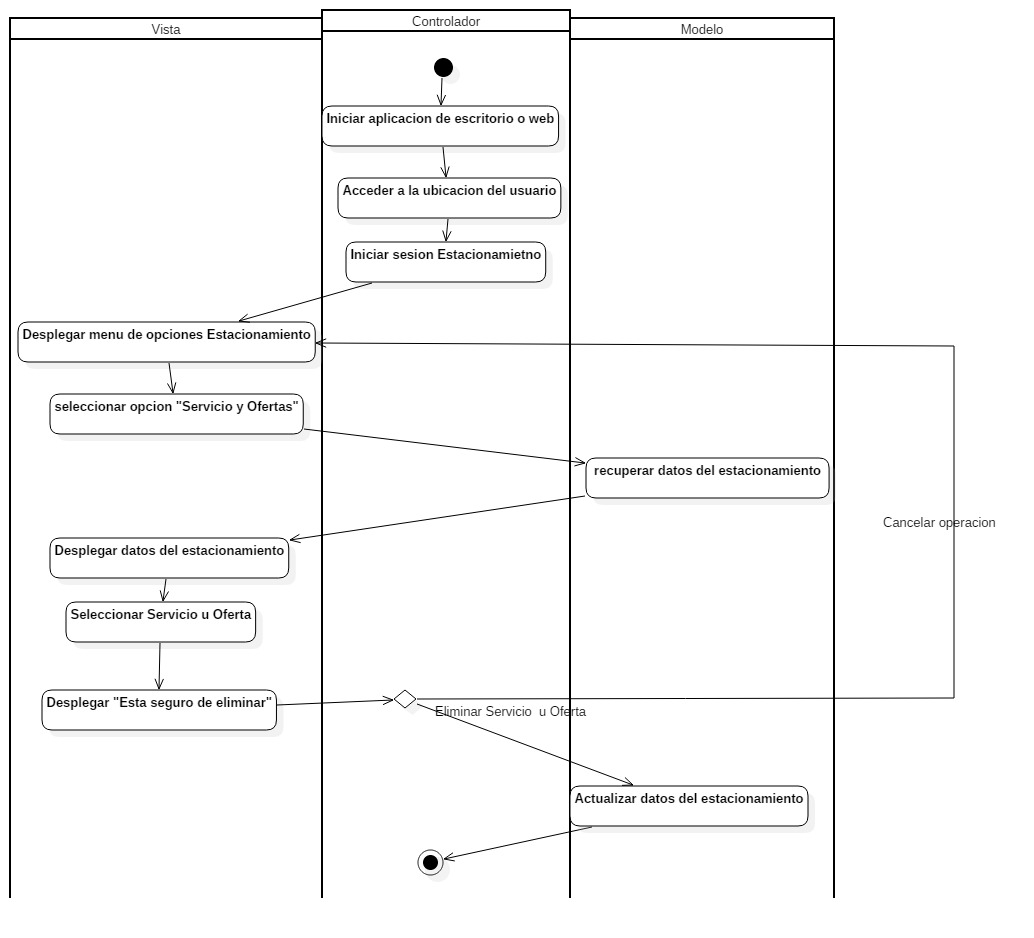 Vista
Controlador
Modelo
Iniciar aplicacion de escritorio o web
Acceder a la ubicacion del usuario
Iniciar sesion Estacionamietno
Desplegar menu de opciones Estacionamiento
seleccionar opcion "Servicio y Ofertas"
recuperar datos del estacionamiento
Cancelar operacion
Desplegar datos del estacionamiento
Seleccionar Servicio u Oferta
Desplegar "Esta seguro de eliminar"
Eliminar Servicio  u Oferta
Actualizar datos del estacionamiento